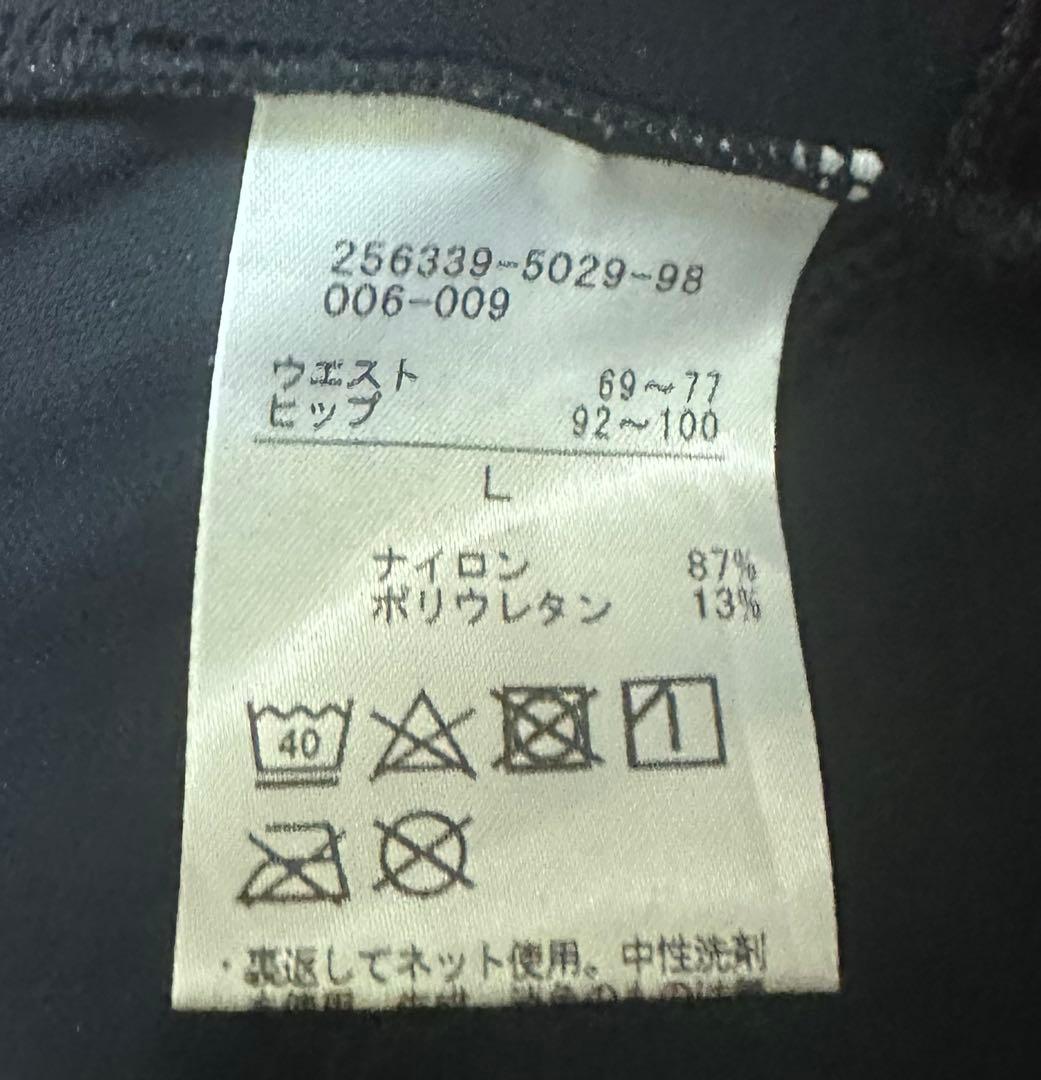 256339-5029-98
006-009
ウエスト 69~77
ヒップ 92~100
L
ナイロン 87%
ポリウレタン 13%
40
・裏返してネット使用。中性洗剤